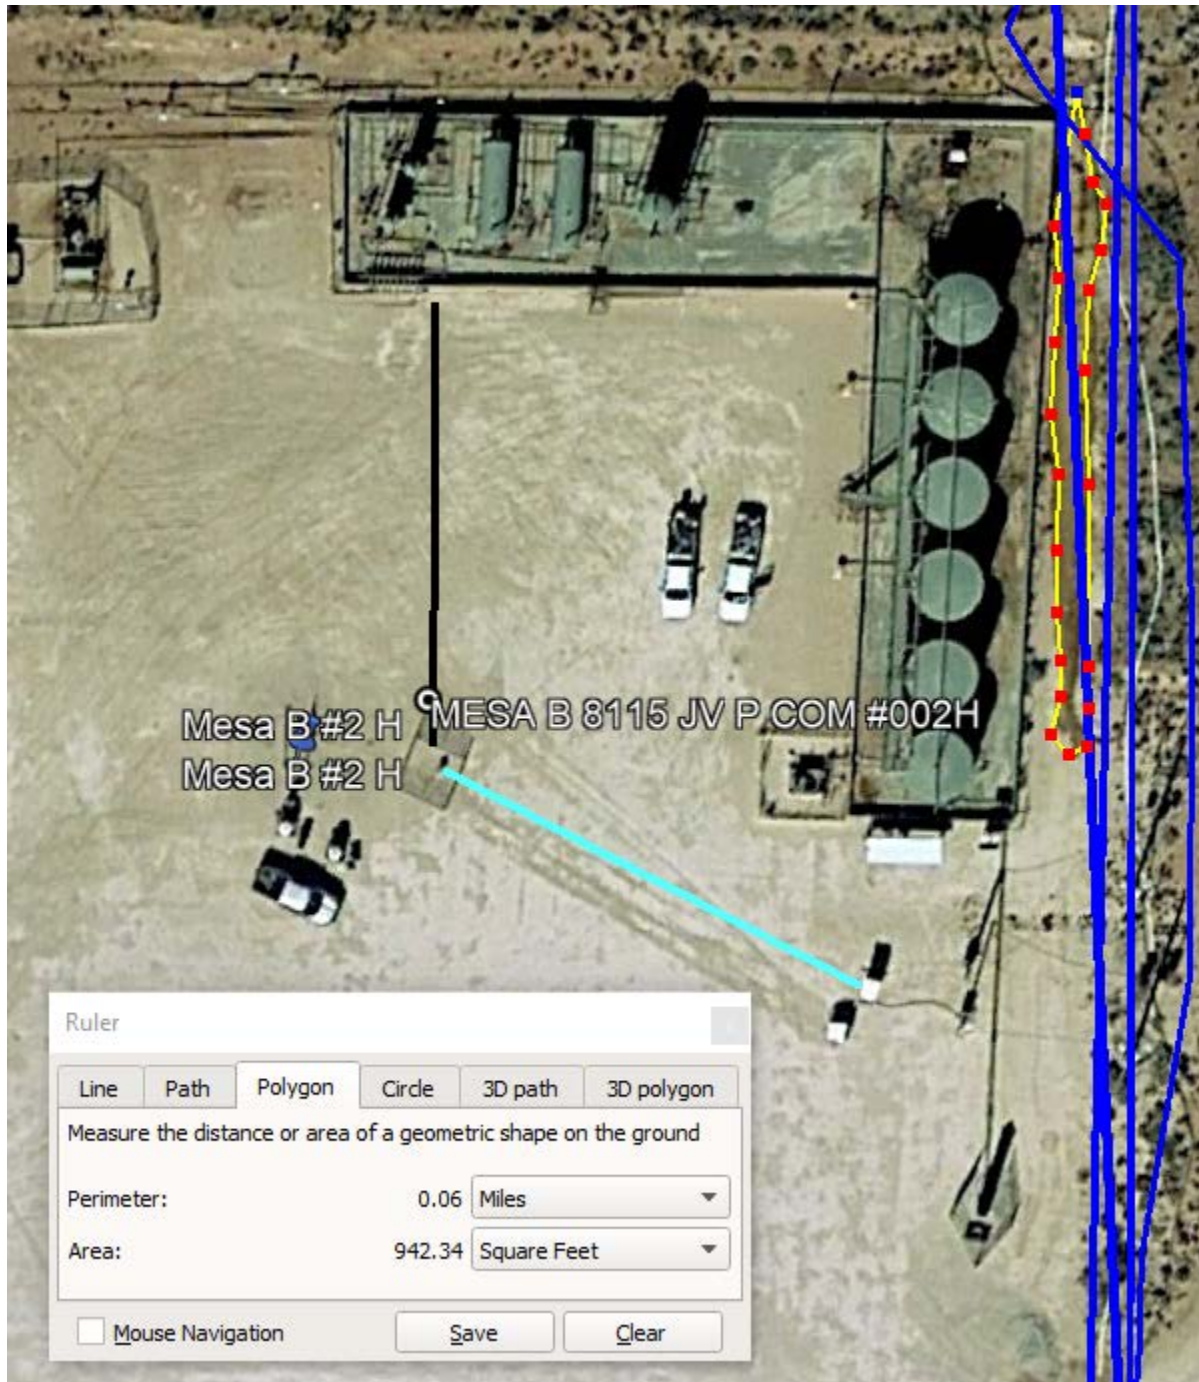 Mesa B #2 H
MESA B 8115 JV P COM #002H
Mesa B #2 H
Ruler
Line Path Polygon Circle 3D path 3D polygon
Measure the distance or area of a geometric shape on the ground
Perimeter: 0.06 Miles
Area: 942.34 Square Feet
Mouse Navigation Save Clear